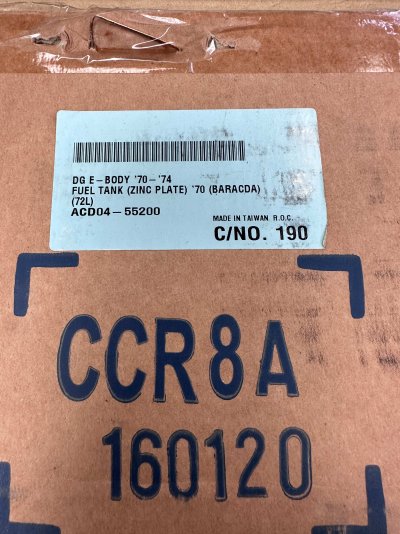 DG E-BODY '70-'74
FUEL TANK (ZINC PLATE) '70 (BARACDA)
(72L)
ACD04-55200
MADE IN TAIWAN R.O.C.
C/NO. 190
CCR8A
160120